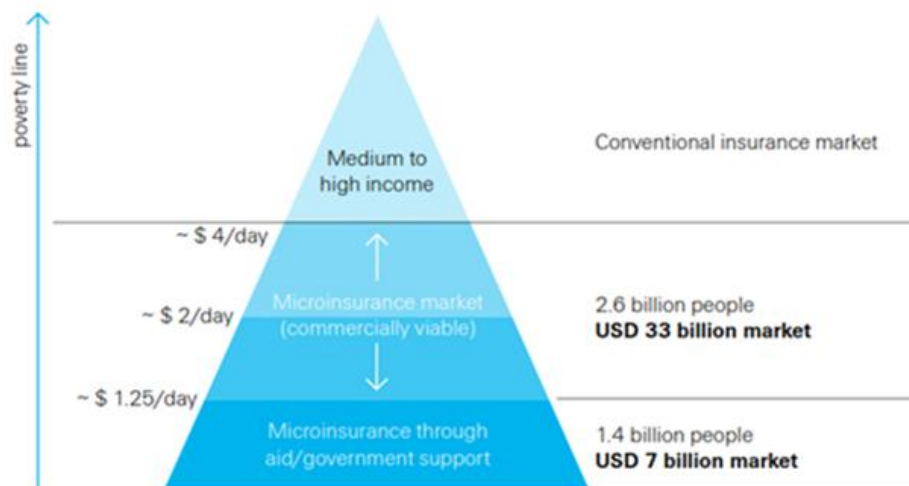 poverty line
Medium to
high income
Conventional insurance market
~ $ 4/day
Microinsurance market
(commercially viable)
~ $ 2/day
2.6 billion people
USD 33 billion market
~ $ 1.25/day
Microinsurance through
aid/government support
1.4 billion people
USD 7 billion market